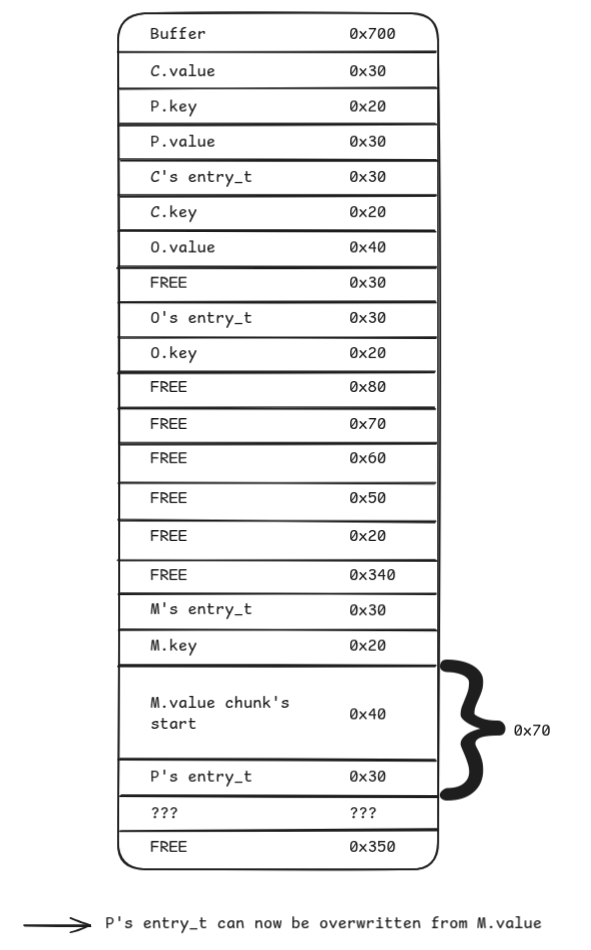 Buffer 0x700
C.value 0x30
P.key 0x20
P.value 0x30
C's entry_t 0x30
C.key 0x20
O.value 0x40
FREE 0x30
O's entry_t 0x30
O.key 0x20
FREE 0x80
FREE 0x70
FREE 0x60
FREE 0x50
FREE 0x20
FREE 0x340
M's entry_t 0x30
M.key 0x20
M.value chunk's
start 0x40
0x70
P's entry_t 0x30
??? ???
FREE 0x350
P's entry_t can now be overwritten from M.value